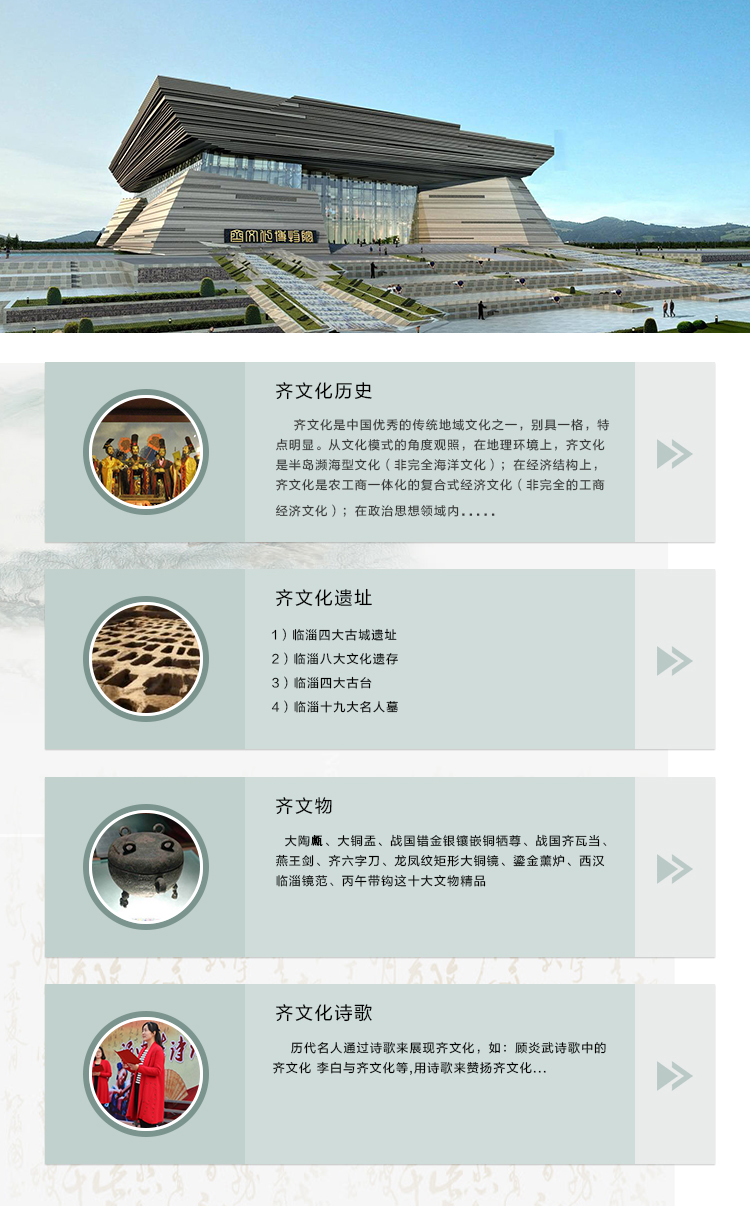 齐文化博物院
齐文化历史
齐文化是中国优秀的传统地域文化之一，别具一格，特
点明显。从文化模式的角度观照，在地理环境上，齐文化
是半岛濒海型文化（非完全海洋文化）；在经济结构上，
齐文化是农工商一体化的复合式经济文化（非完全的工商
经济文化）；在政治思想领域内.....
齐文化遗址
1）临淄四大古城遗址
2）临淄八大文化遗存
3）临淄四大古台
4）临淄十九大名人墓
齐文物
大陶甗、大铜盂、战国错金银镶嵌铜牺尊、战国齐瓦当、
燕王剑、齐六字刀、龙凤纹矩形大铜镜、鎏金薰炉、西汉
临淄镜范、丙午带钩这十大文物精品
齐文化诗歌
历代名人通过诗歌来展现齐文化，如：顾炎武诗歌中的
齐文化 李白与齐文化等,用诗歌来赞扬齐文化...